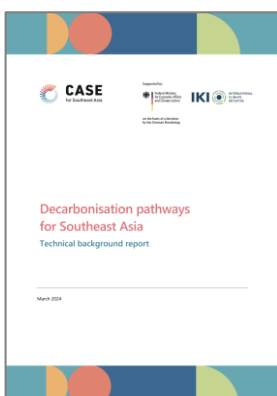 CASE
for Southeast Asia
Supported by:
Federal Ministry
for Economic Affairs
and Climate Action
IKI
INTERNATIONAL
CLIMATE
INITIATIVE
on the basis of a decision
by the German Bundestag
Decarbonisation pathways
for Southeast Asia
Technical background report
March 2024